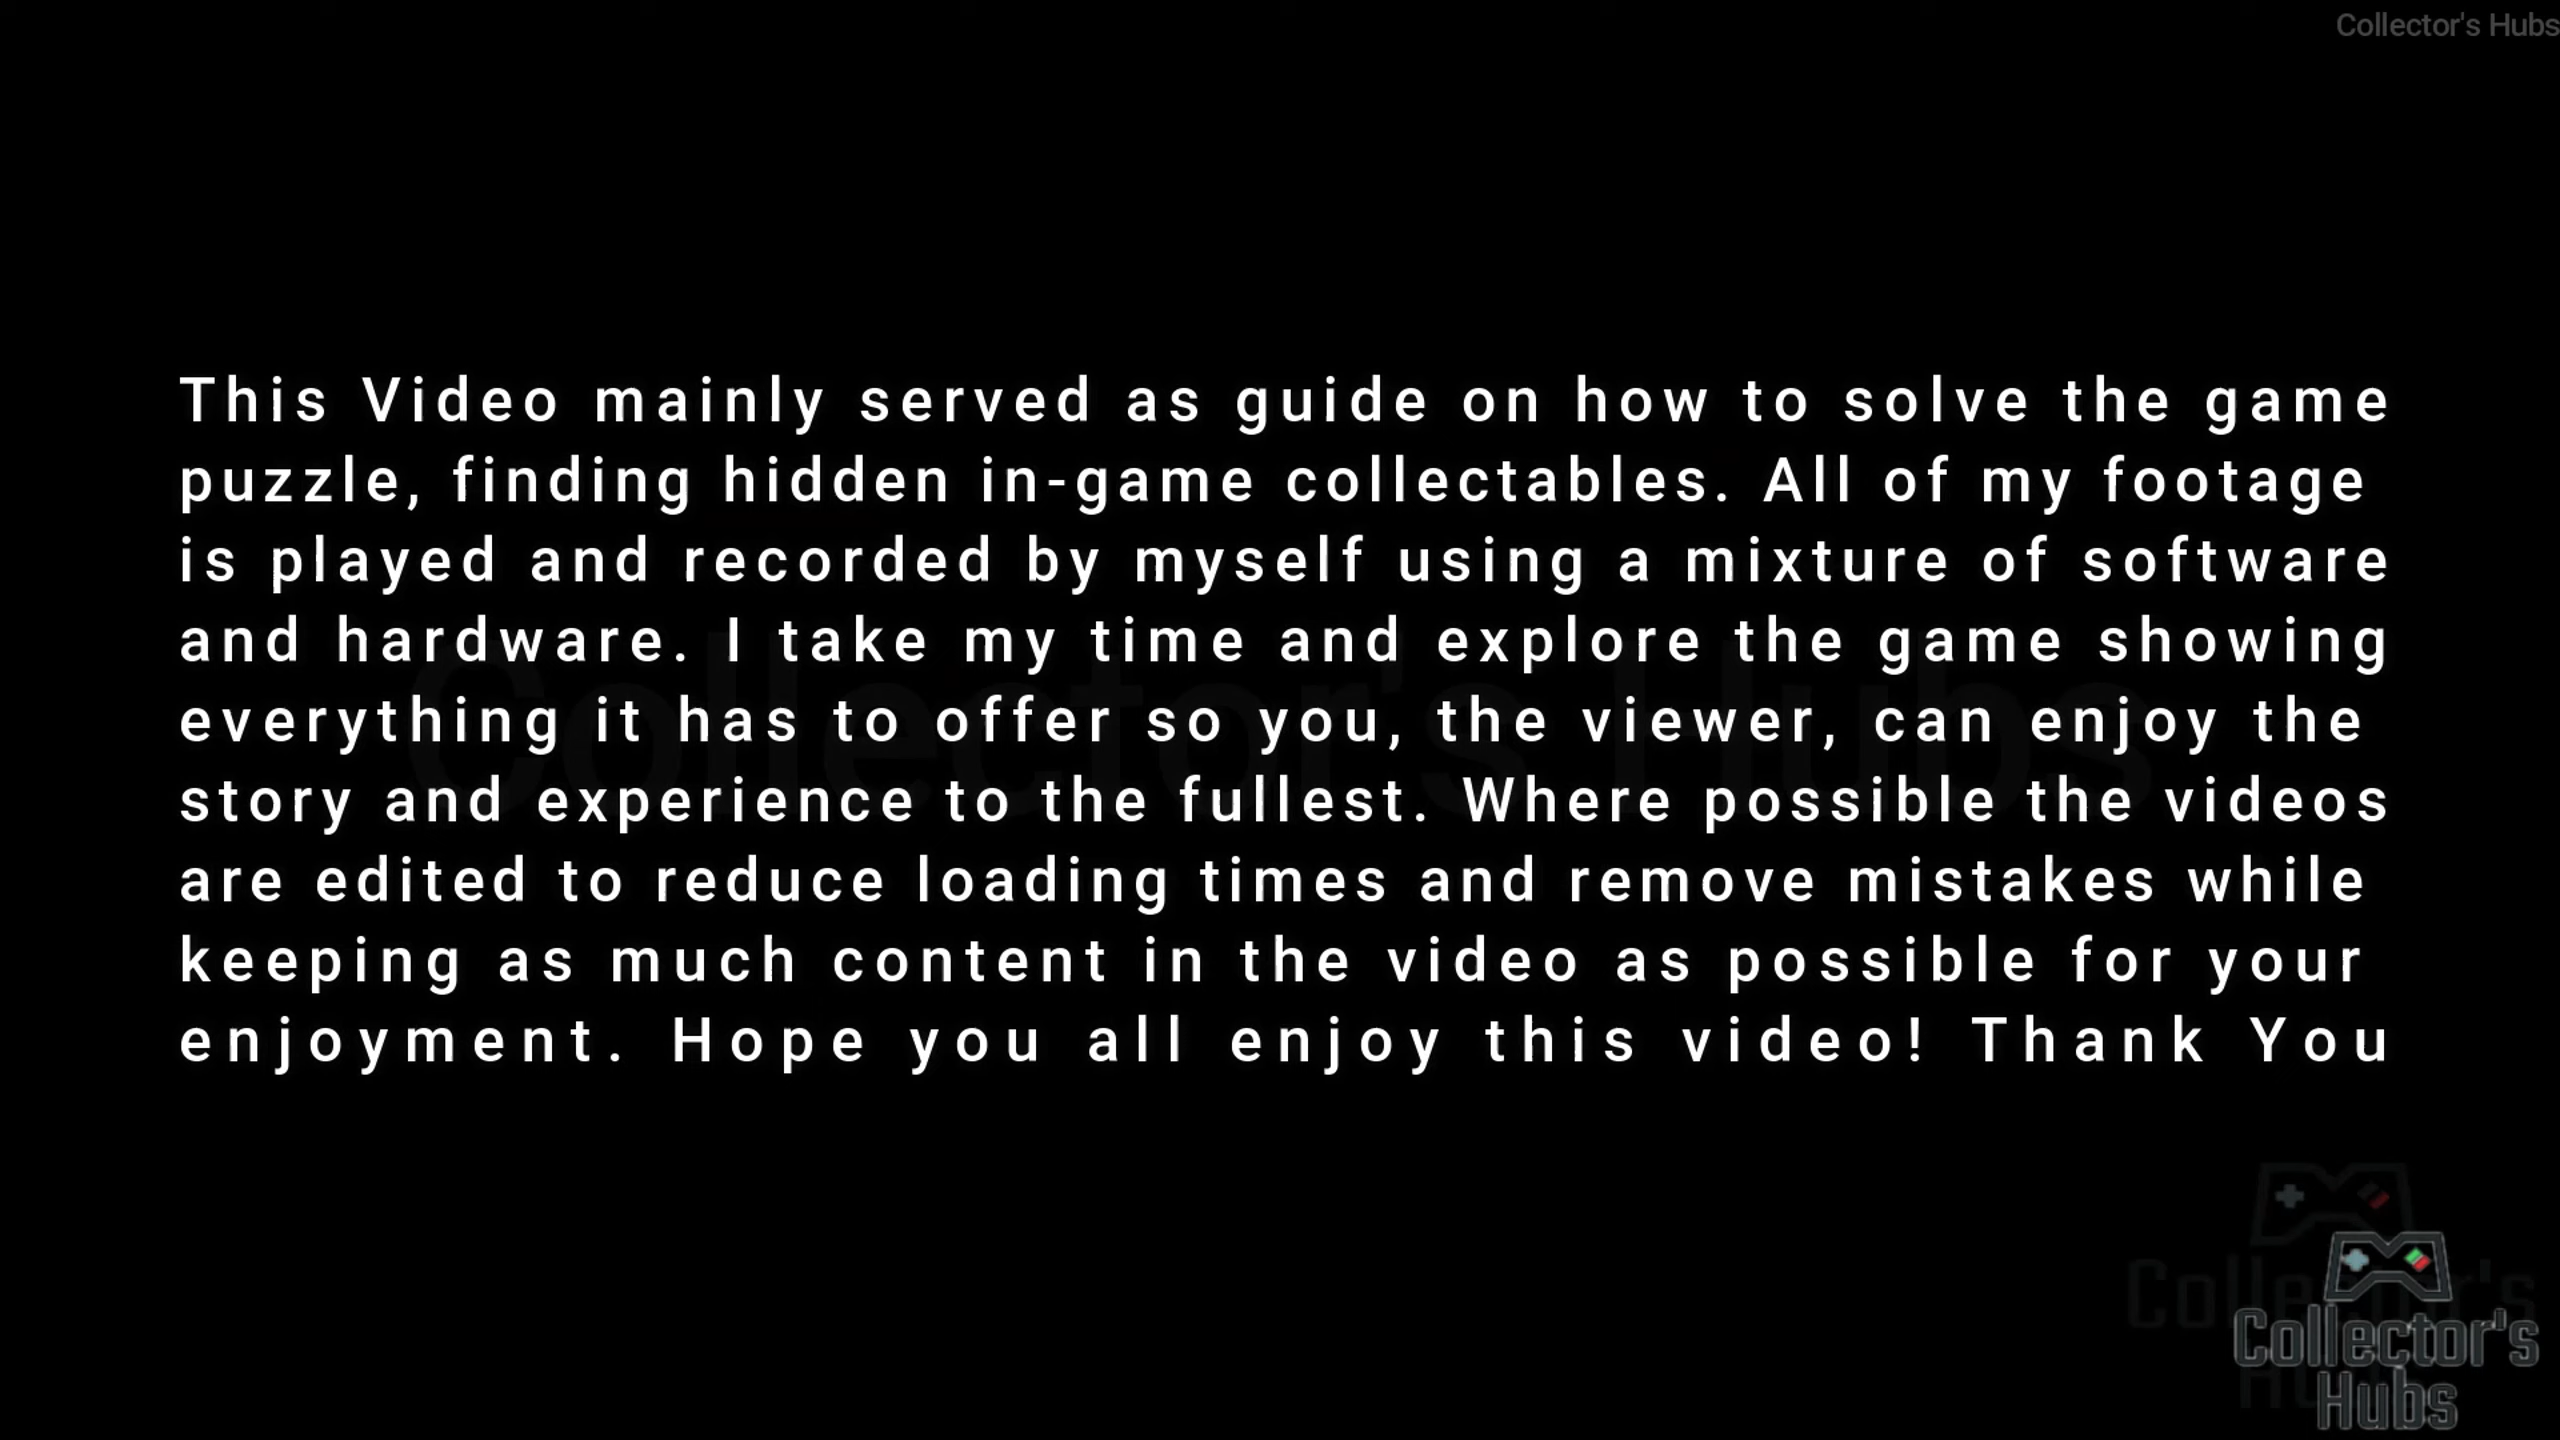 Collector's Hubs
This Video mainly served as guide on how to solve the game
puzzle, finding hidden in-game collectables. All of my footage
is played and recorded by myself using a mixture of software
and hardware. I take my time and explore the game showing
everything it has to offer so you, the viewer, can enjoy the
story and experience to the fullest. Where possible the videos
are edited to reduce loading times and remove mistakes while
keeping as much content in the video as possible for your
enjoyment. Hope you all enjoy this video! Thank You
Collector's Hubs
Collector's
Hubs
Collector's
Hubs